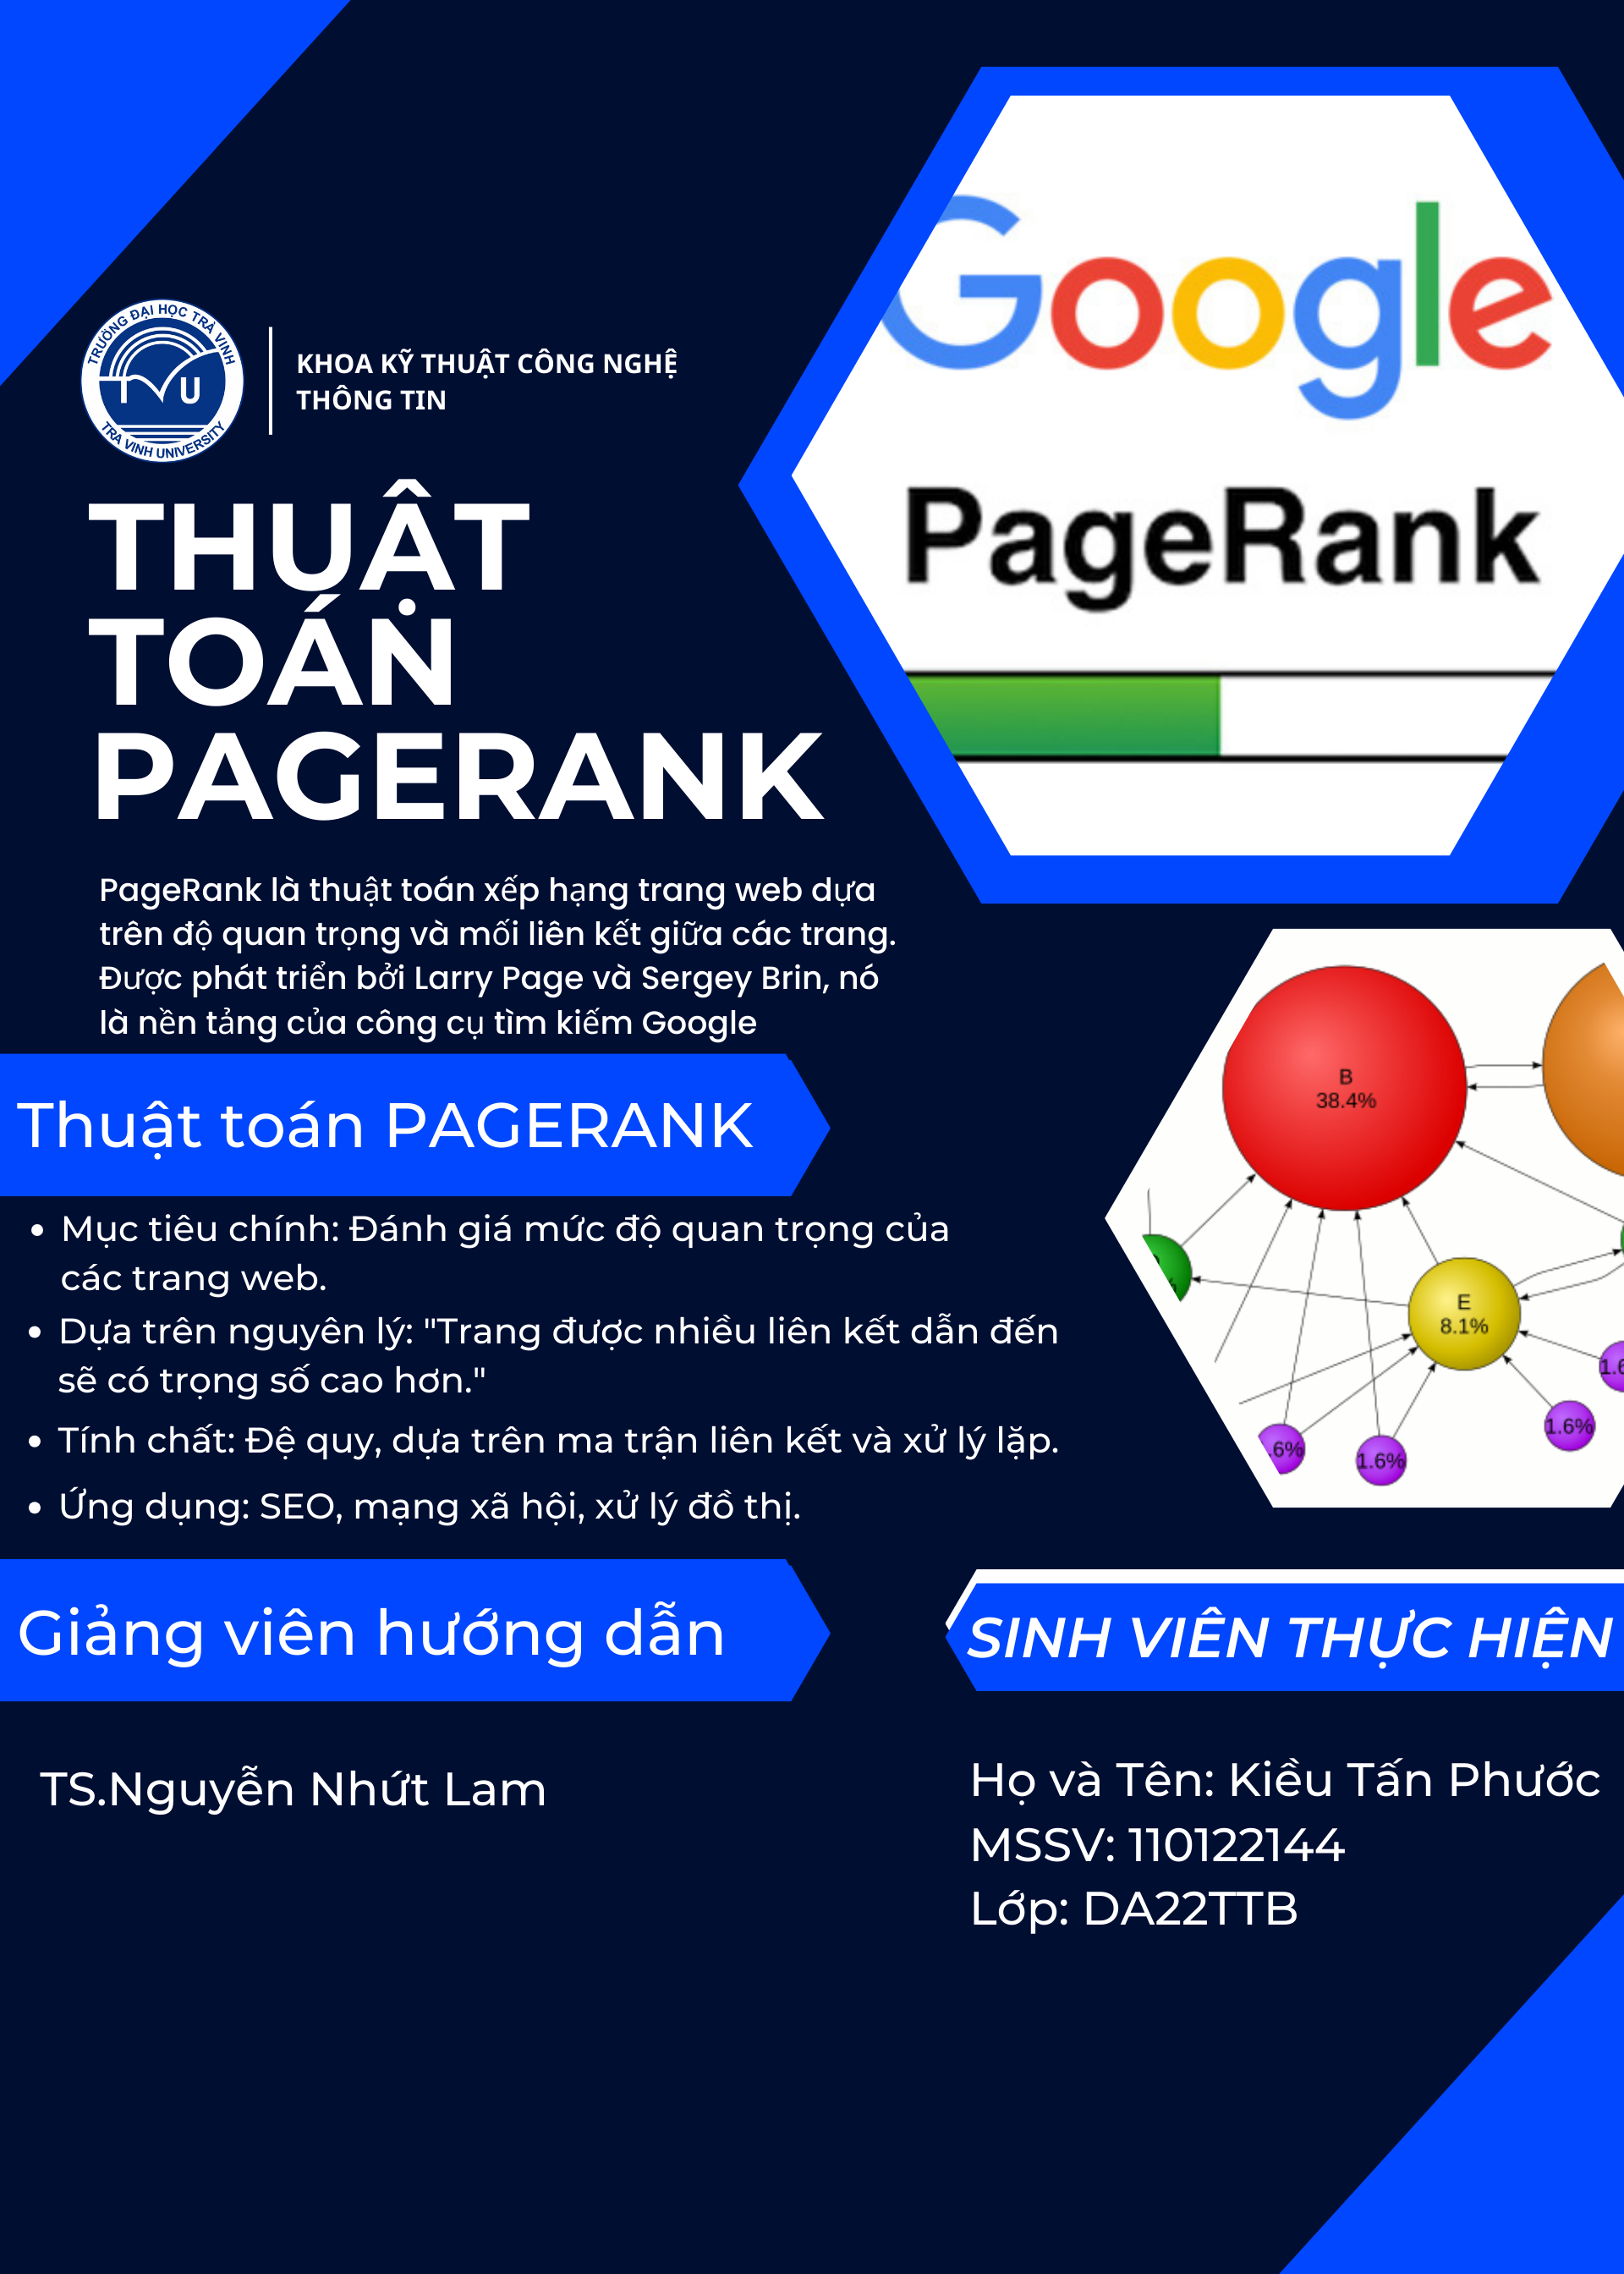 TRƯỜNG ĐẠI HỌC TRÀ VINH
T U
TRA VINH UNIVERSITY
KHOA KỸ THUẬT CÔNG NGHỆ
THÔNG TIN
Google
PageRank
THUẬT
TOÁN
PAGERANK
PageRank là thuật toán xếp hạng trang web dựa
trên độ quan trọng và mối liên kết giữa các trang.
Được phát triển bởi Larry Page và Sergey Brin, nó
là nền tảng của công cụ tìm kiếm Google
B
38.4%
E
8.1%
1.6%
1.6%
Thuật toán PAGERANK
• Mục tiêu chính: Đánh giá mức độ quan trọng của
các trang web.
• Dựa trên nguyên lý: "Trang được nhiều liên kết dẫn đến
sẽ có trọng số cao hơn."
• Tính chất: Đệ quy, dựa trên ma trận liên kết và xử lý lặp.
• Ứng dụng: SEO, mạng xã hội, xử lý đồ thị.
Giảng viên hướng dẫn
TS.Nguyễn Nhứt Lam
SINH VIÊN THỰC HIỆN
Họ và Tên: Kiều Tấn Phước
MSSV: 110122144
Lớp: DA22TTB